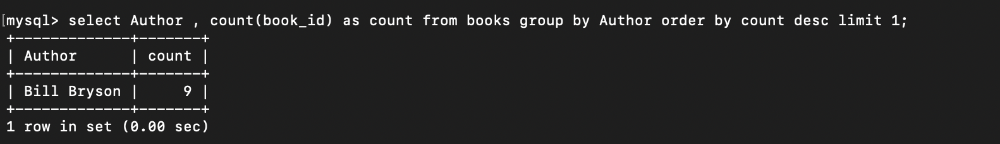 [mysql> select Author , count(book_id) as count from books group by Author order by count desc limit 1;
+-------------+-------+
| Author      | count |
+-------------+-------+
| Bill Bryson |     9 |
+-------------+-------+
1 row in set (0.00 sec)